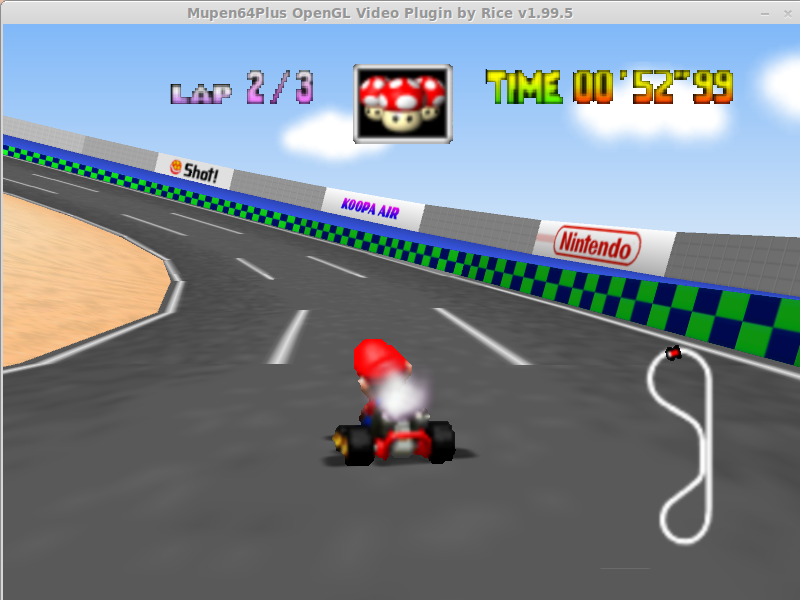 Mupen64Plus OpenGL Video Plugin by Rice v1.99.5
LAP 2/3
TIME 00'52"99
Shot!
KOOPA AIR
Nintendo